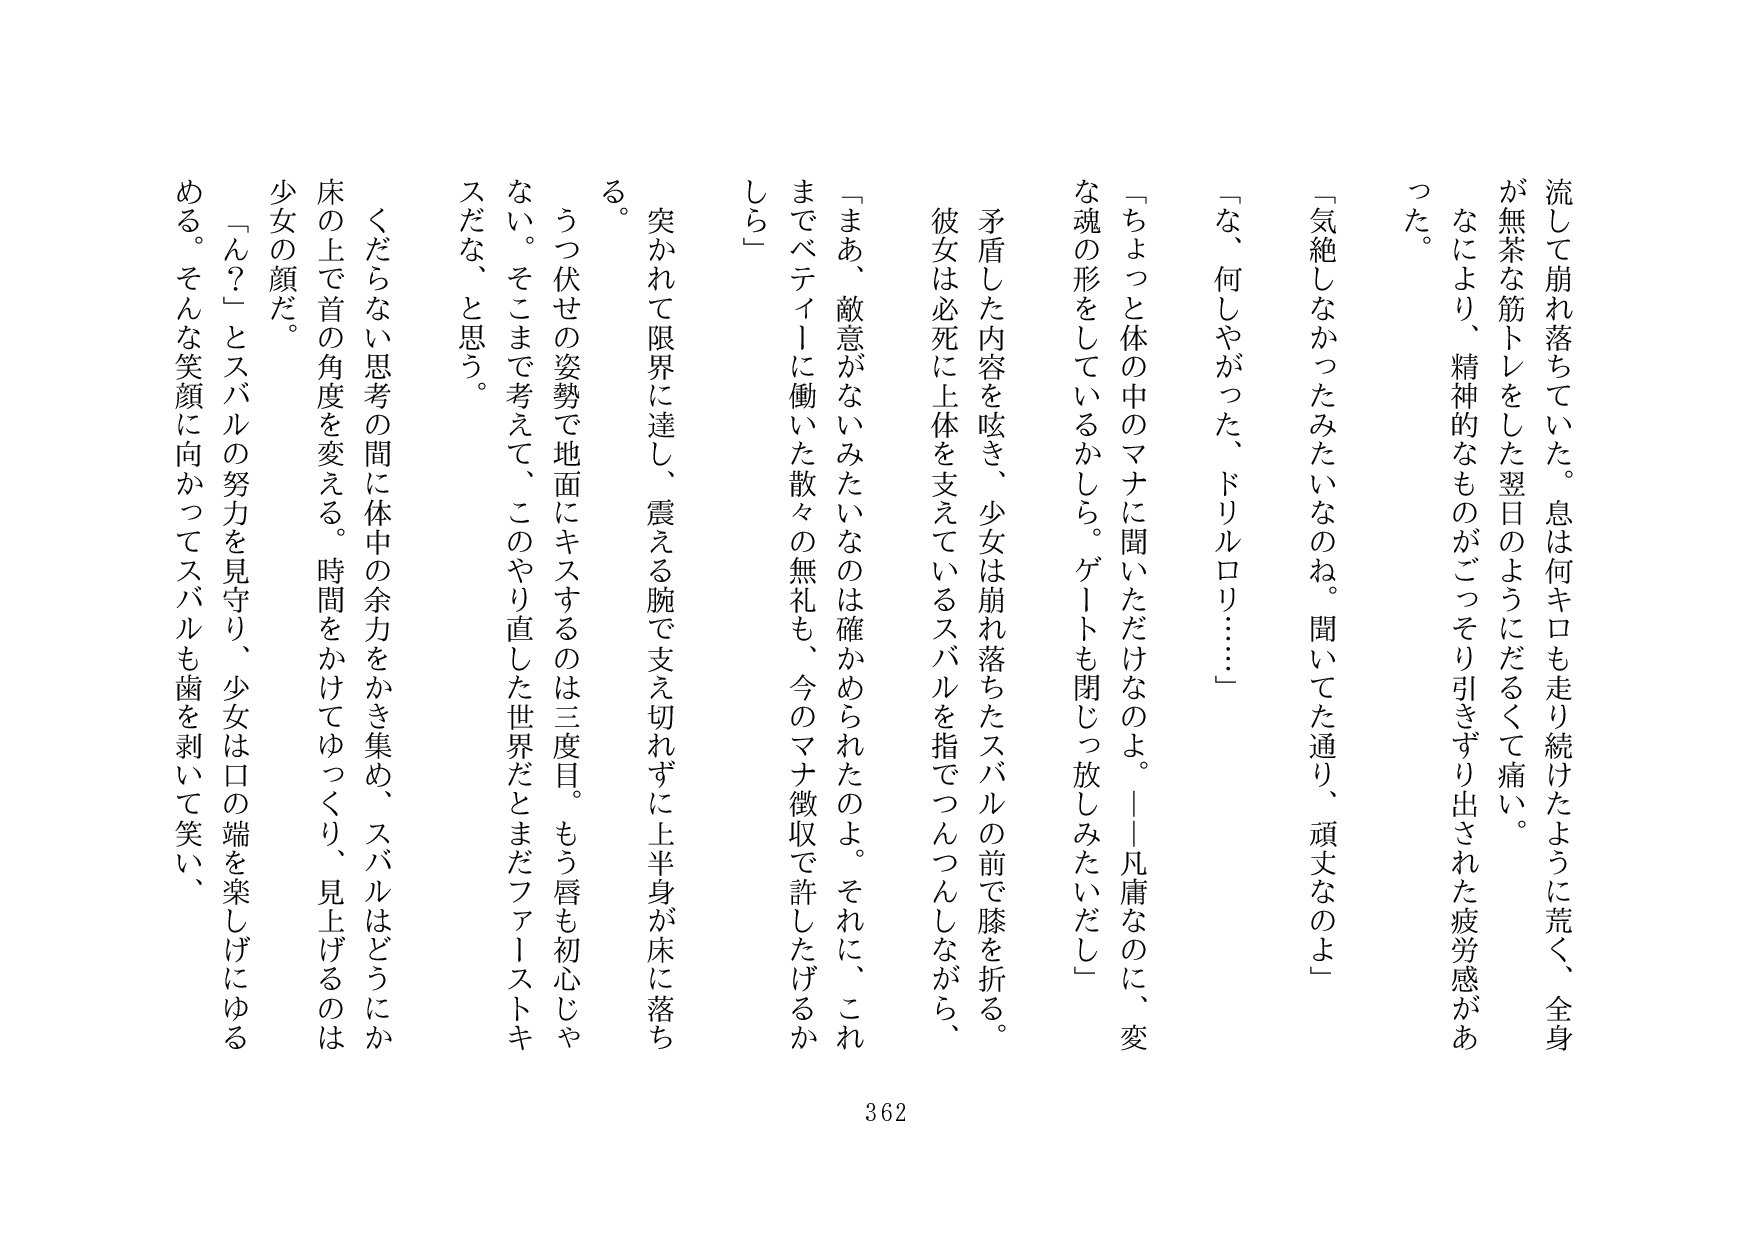 流して崩れ落ちていた。息は何キロも走り続けたように荒く、全身
が無茶な筋トレをした翌日のようにだるくて痛い。
　なにより、精神的なものがごっそり引きずり出された疲労感があ
った。
「気絶しなかったみたいなのね。聞いてた通り、頑丈なのよ」
「な、何しやがった、ドリルロリ……」
「ちょっと体の中のマナに聞いただけなのよ。――凡庸なのに、変
な魂の形をしているかしら。ゲートも閉じっ放しみたいだし」
　矛盾した内容を呟き、少女は崩れ落ちたスバルの前で膝を折る。
　彼女は必死に上体を支えているスバルを指でつんつんしながら、
「まあ、敵意がないみたいなのは確かめられたのよ。それに、これ
までベティーに働いた散々の無礼も、今のマナ徴収で許したげるか
しら」
　突かれて限界に達し、震える腕で支え切れずに上半身が床に落ち
る。
　うつ伏せの姿勢で地面にキスするのは三度目。もう唇も初心じゃ
ない。そこまで考えて、このやり直した世界だとまだファーストキ
スだな、と思う。
　くだらない思考の間に体中の余力をかき集め、スバルはどうにか
床の上で首の角度を変える。時間をかけてゆっくり、見上げるのは
少女の顔だ。
　「ん？」とスバルの努力を見守り、少女は口の端を楽しげにゆる
める。そんな笑顔に向かってスバルも歯を剥いて笑い、
362